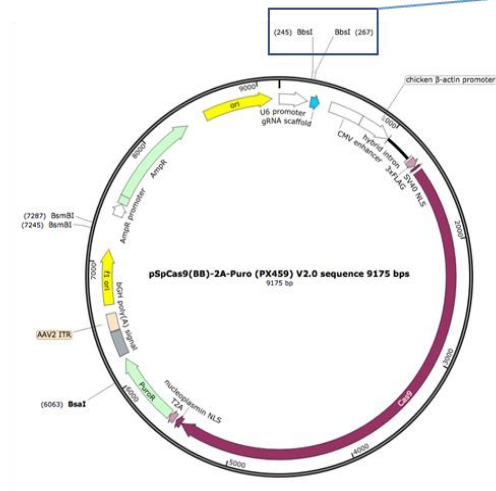 (245) BbsI
BbsI (267)
chicken β-actin promoter
9000
ori
U6 promoter
gRNA scaffold
CMV enhancer
hybrid intron
1000
3xFLAG
SV40 NLS
8000
AmpR
AmpR promoter
(7287) BsmBI
(7245) BsmBI
2000
7000
f1 ori
pSpCas9(BB)-2A-Puro (PX459) V2.0 sequence 9175 bps
9175 bp
bGH poly(A) signal
AAV2 ITR
3000
6000
PuroR
nucleoplasmin NLS
T2A
(6063) BsaI
Cas9
5000
4000